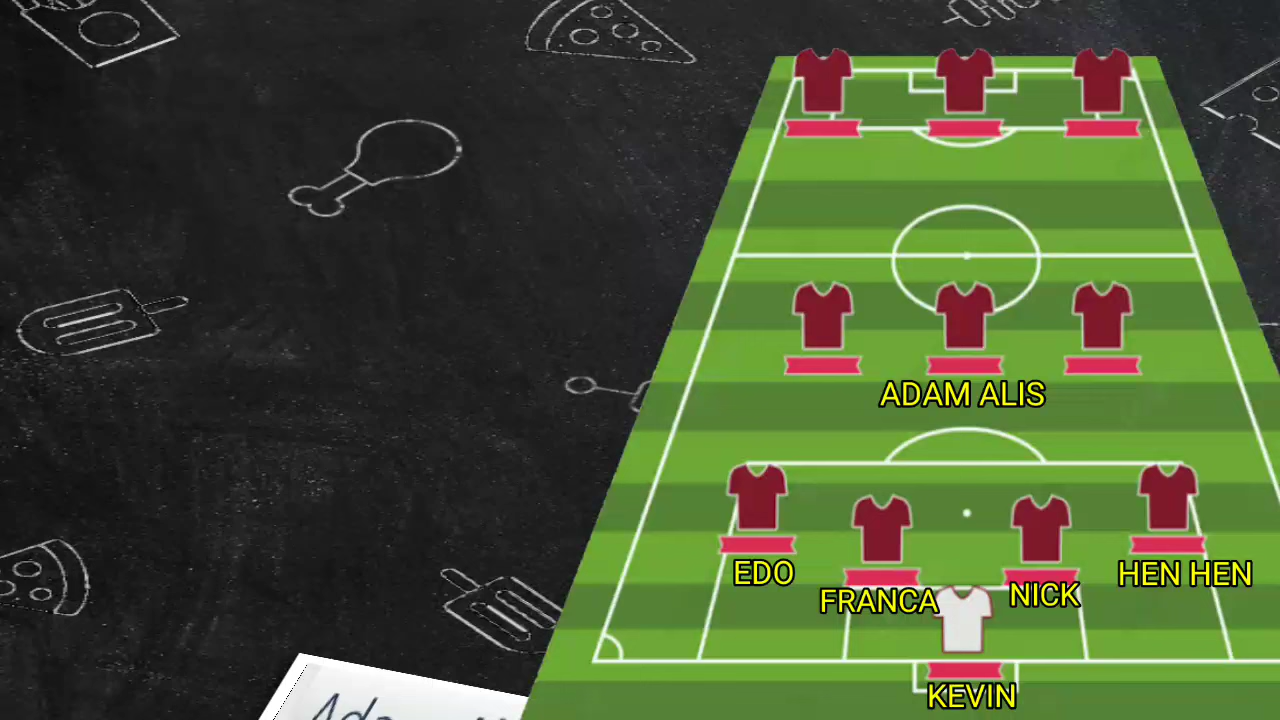 ADAM ALIS
EDO
HEN HEN
FRANCA
NICK
KEVIN